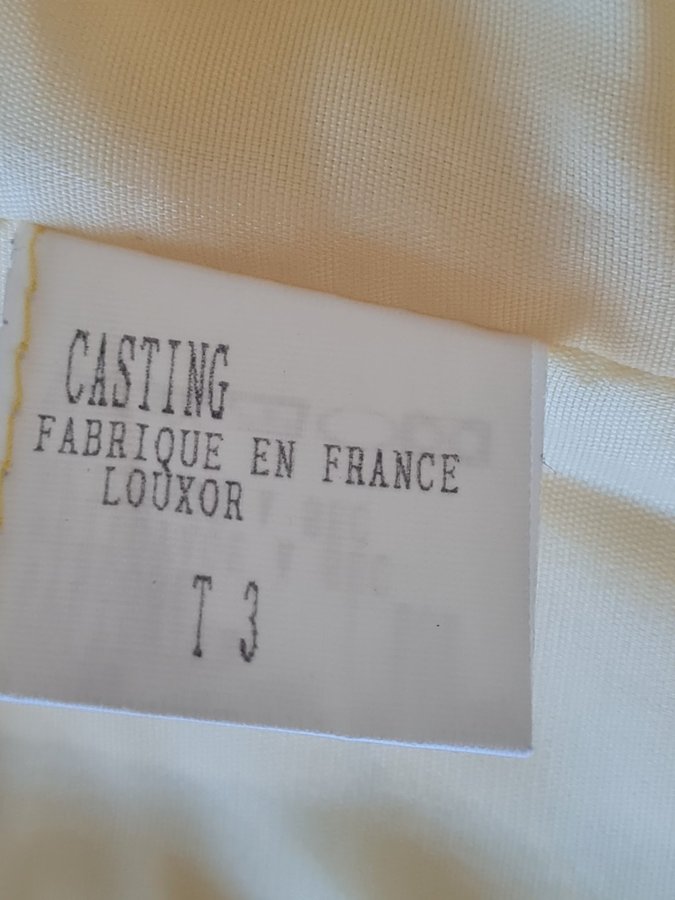 CASTING
FABRIQUE EN FRANCE
LOUXOR
T 3